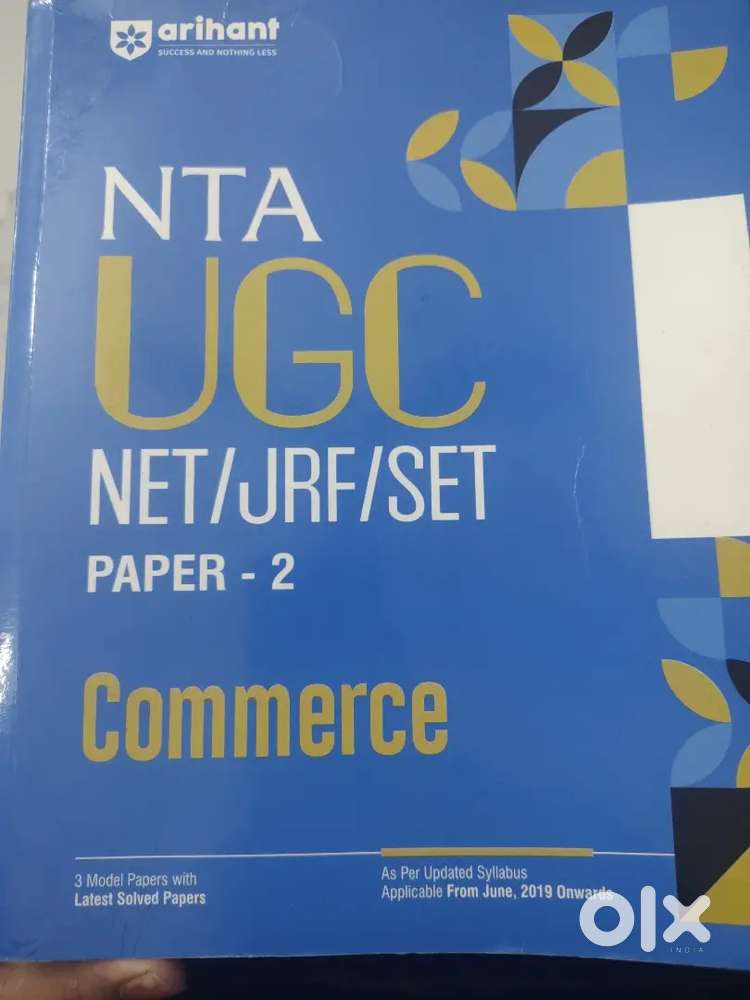 arihant
SUCCESS AND NOTHING LESS
NTA
UGC
NET/JRF/SET
PAPER - 2
Commerce
3 Model Papers with
Latest Solved Papers
As Per Updated Syllabus
Applicable From June, 2019 Onwards
olx
INDIA